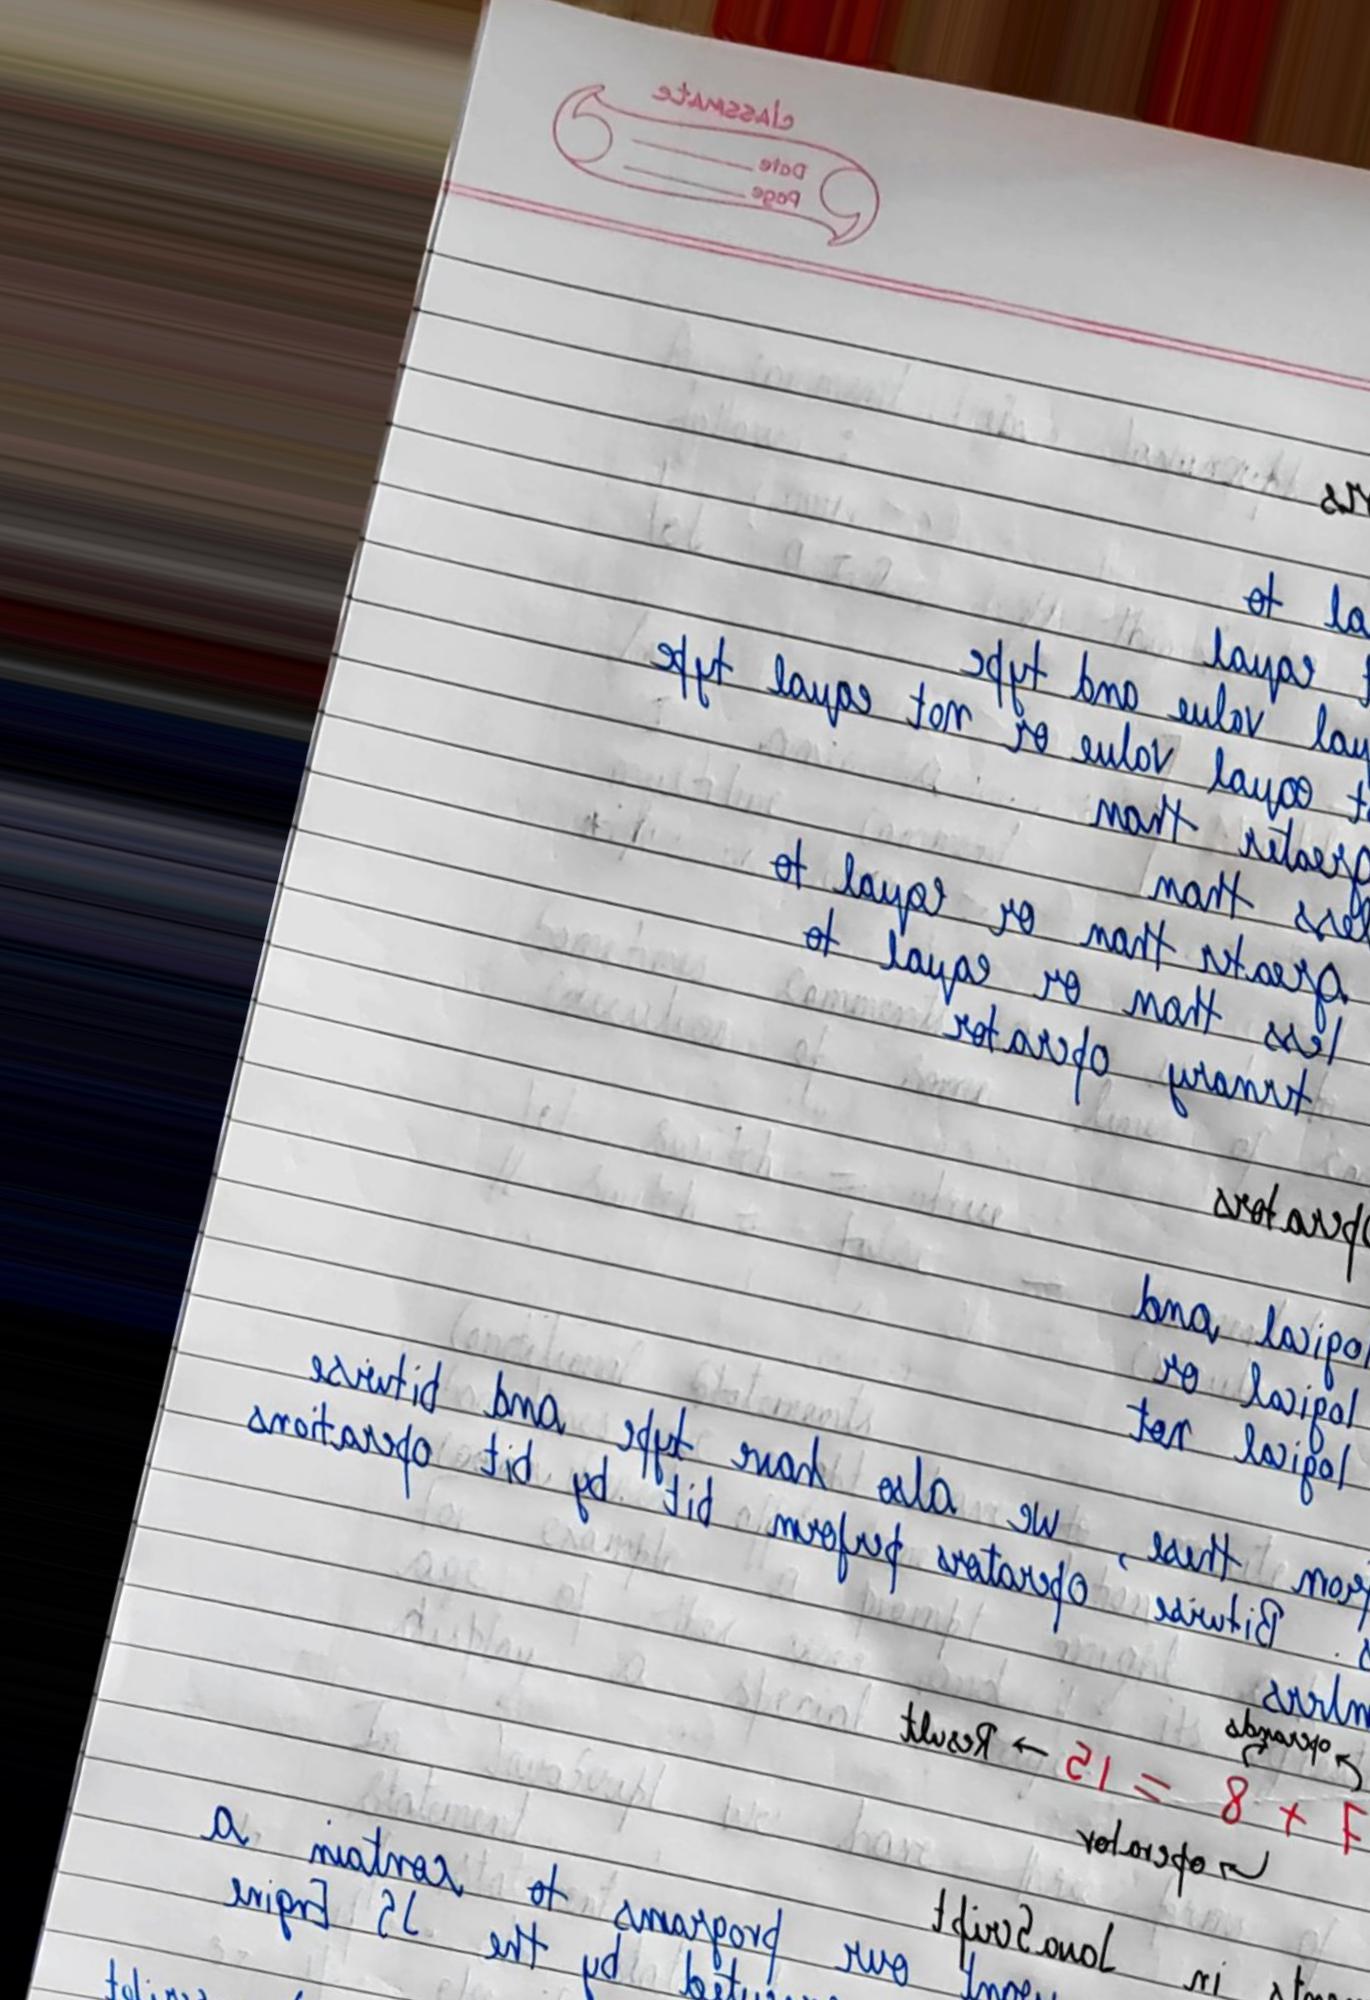 classmate
Date
Page
al to
equal
value and type
equal value or not equal type
greater than
less than
greater than or equal to
less than or equal to
ternary operator
operators
logical and
logical or
logical not
from these, we also have type and bitwise
Bitwise operators perform bit by bit operations
operands
7 + 8 = 15 → Result
operator
in JavaScript
our programs to contain a
by the JS Engine